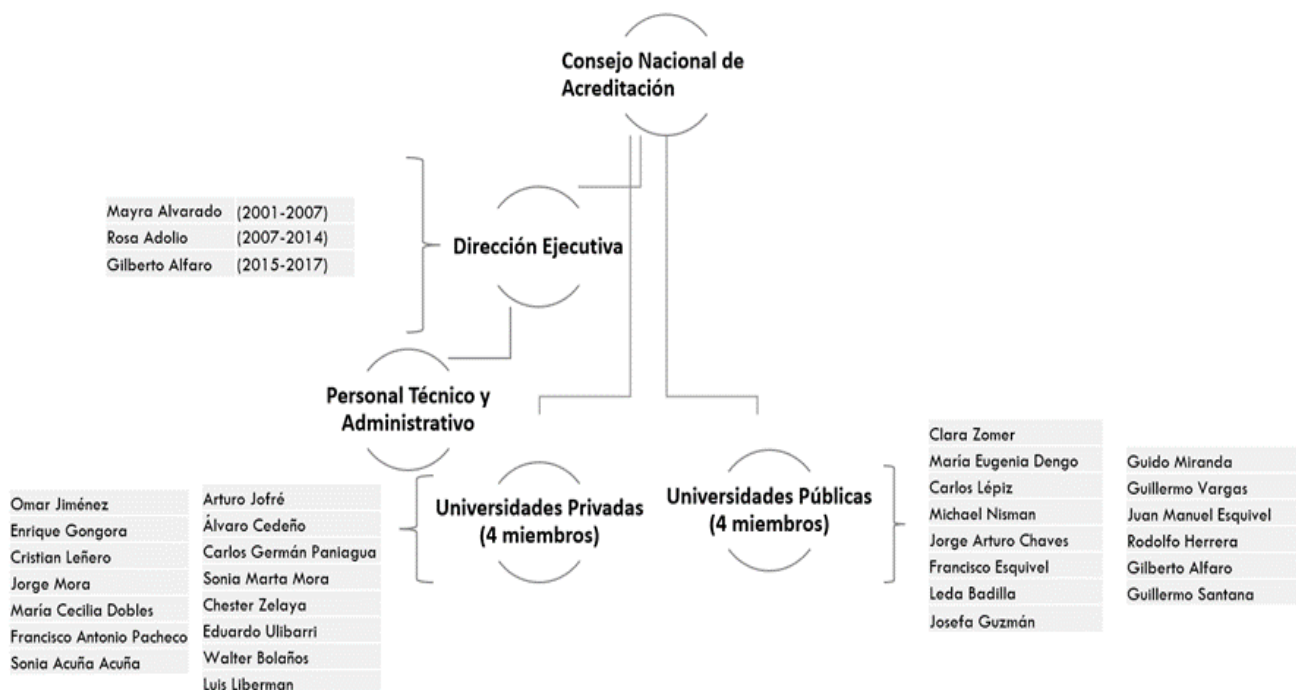 Consejo Nacional de
Acreditación
Mayra Alvarado (2001-2007)
Rosa Adolio (2007-2014)
Gilberto Alfaro (2015-2017)
Dirección Ejecutiva
Personal Técnico y
Administrativo
Universidades Privadas
(4 miembros)
Universidades Públicas
(4 miembros)
Omar Jiménez
Enrique Gongora
Cristian Leñero
Jorge Mora
María Cecilia Dobles
Francisco Antonio Pacheco
Sonia Acuña Acuña
Arturo Jofré
Álvaro Cedeño
Carlos Germán Paniagua
Sonia Marta Mora
Chester Zelaya
Eduardo Ulibarri
Walter Bolaños
Luis Liberman
Clara Zomer
María Eugenia Dengo
Carlos Lépiz
Michael Nisman
Jorge Arturo Chaves
Francisco Esquivel
Leda Badilla
Josefa Guzmán
Guido Miranda
Guillermo Vargas
Juan Manuel Esquivel
Rodolfo Herrera
Gilberto Alfaro
Guillermo Santana